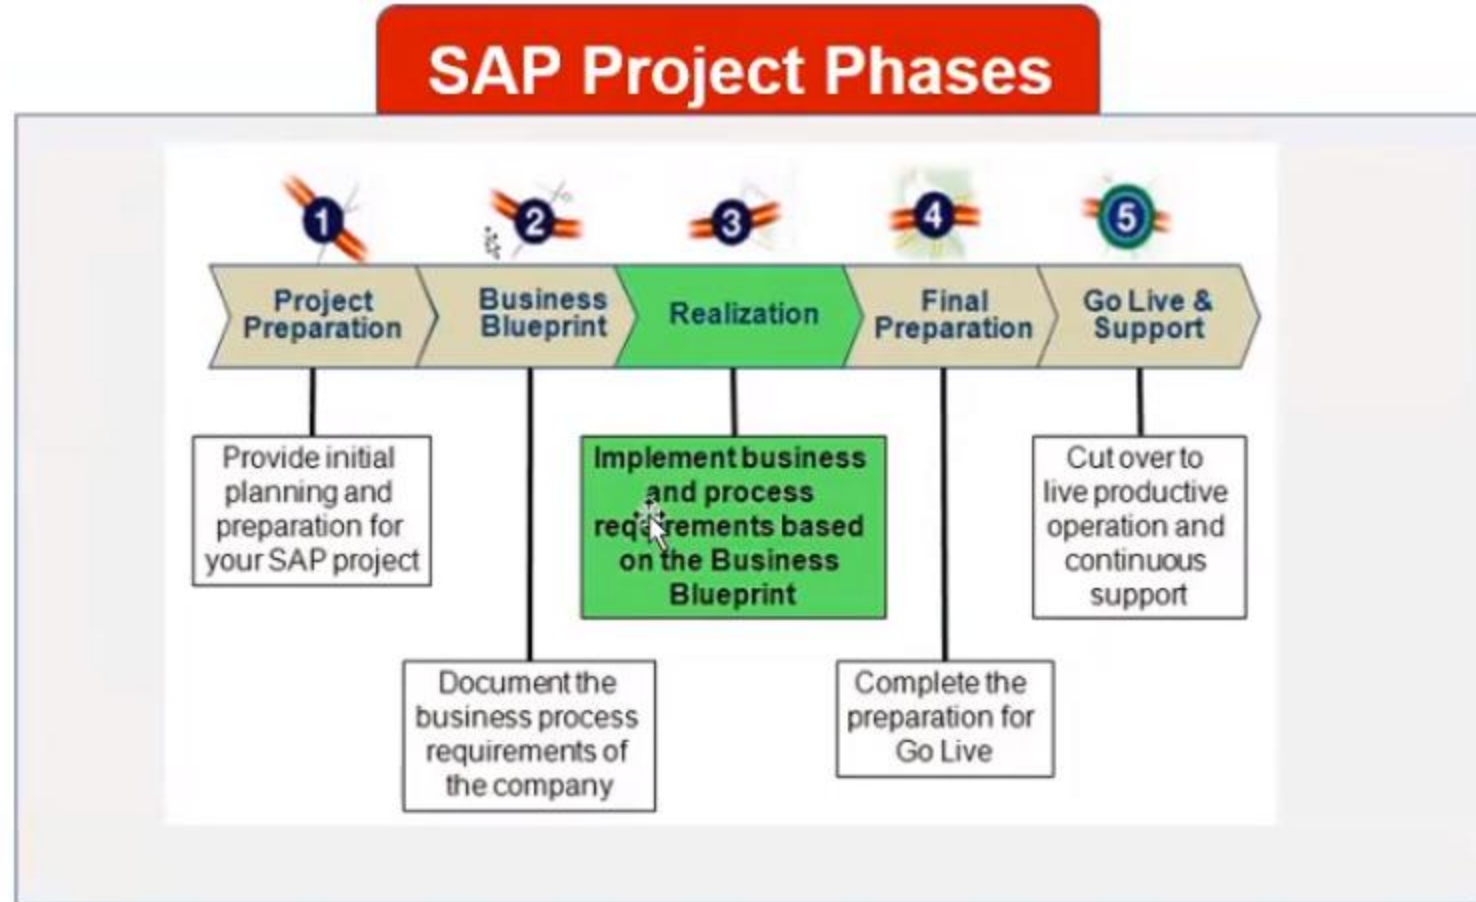 SAP Project Phases
1
2
3
4
5
Project
Preparation
Business
Blueprint
Realization
Final
Preparation
Go Live &
Support
Provide initial
planning and
preparation for
your SAP project
Document the
business process
requirements of
the company
Implement business
and process
requirements based
on the Business
Blueprint
Complete the
preparation for
Go Live
Cut over to
live productive
operation and
continuous
support